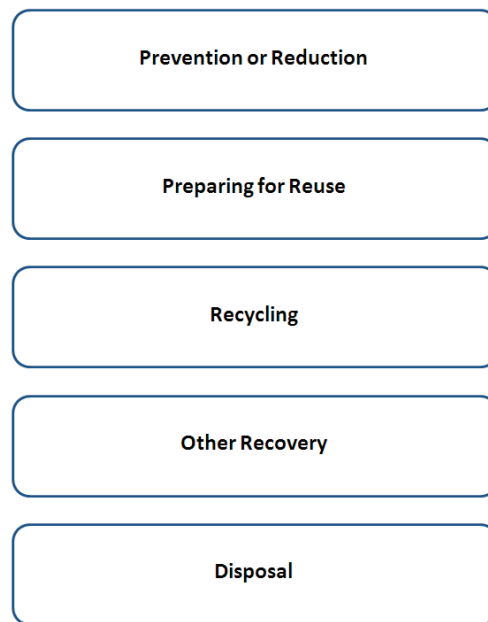 Prevention or Reduction
Preparing for Reuse
Recycling
Other Recovery
Disposal